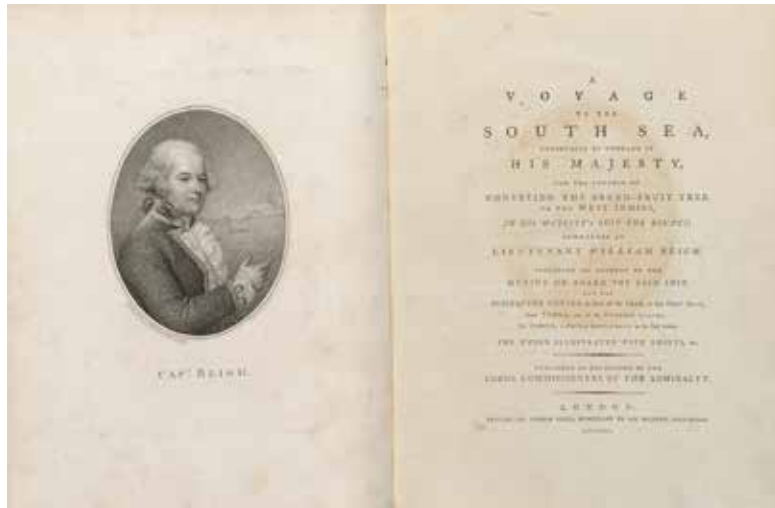 CAPT. BLIGH.
A
VOYAGE
TO THE
SOUTH SEA,
UNDERTAKEN BY COMMAND OF
HIS MAJESTY,
FOR THE PURPOSE OF
CONVEYING THE BREAD-FRUIT TREE
TO THE WEST INDIES,
IN HIS MAJESTY'S SHIP THE BOUNTY,
COMMANDED BY
LIEUTENANT WILLIAM BLIGH.
INCLUDING AN ACCOUNT OF THE
MUTINY ON BOARD THE SAID SHIP,
AND THE
THE WHOLE ILLUSTRATED WITH CHARTS, &c.
PUBLISHED BY PERMISSION OF THE
LORDS COMMISSIONERS OF THE ADMIRALTY.
LONDON: